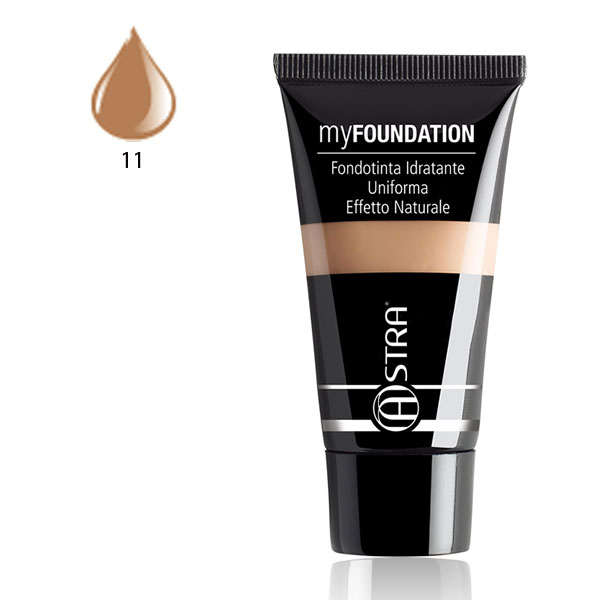 11
myFOUNDATION
Fondotinta Idratante
Uniforma
Effetto Naturale
ASTRA®